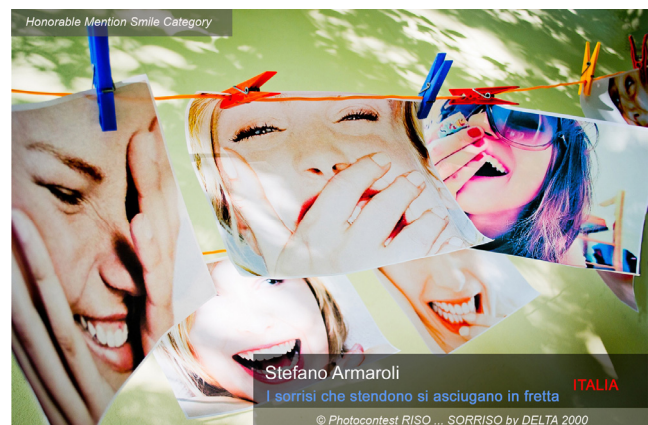 Honorable Mention Smile Category
Stefano Armaroli
I sorrisi che stendono si asciugano in fretta
ITALIA
© Photocontest RISO ... SORRISO by DELTA 2000